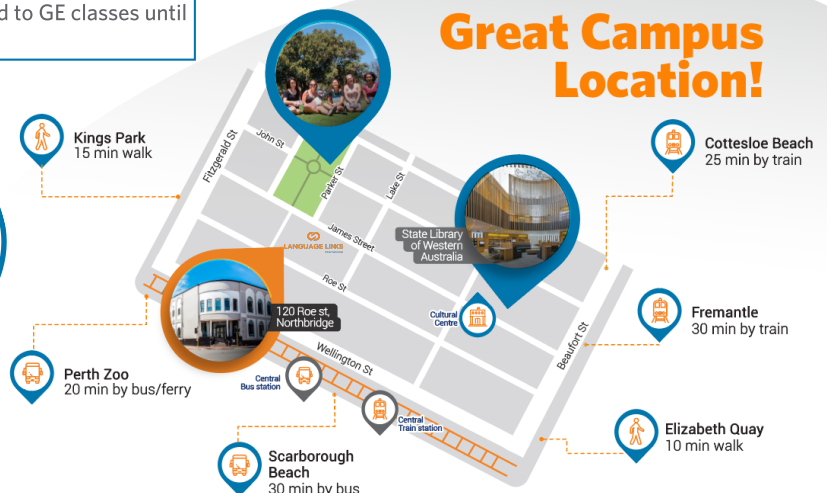 d to GE classes until
Great Campus
Location!
Kings Park
15 min walk
Cottesloe Beach
25 min by train
John St
Fitzgerald St
Parker St
Lake St
James Street
State Library
of Western
Australia
LANGUAGE LINKS
Roe St
120 Roe st,
Northbridge
Cultural
Centre
Fremantle
30 min by train
Beaufort St
Wellington St
Perth Zoo
20 min by bus/ferry
Central
Bus station
Central
Train station
Elizabeth Quay
10 min walk
Scarborough
Beach
30 min by bus